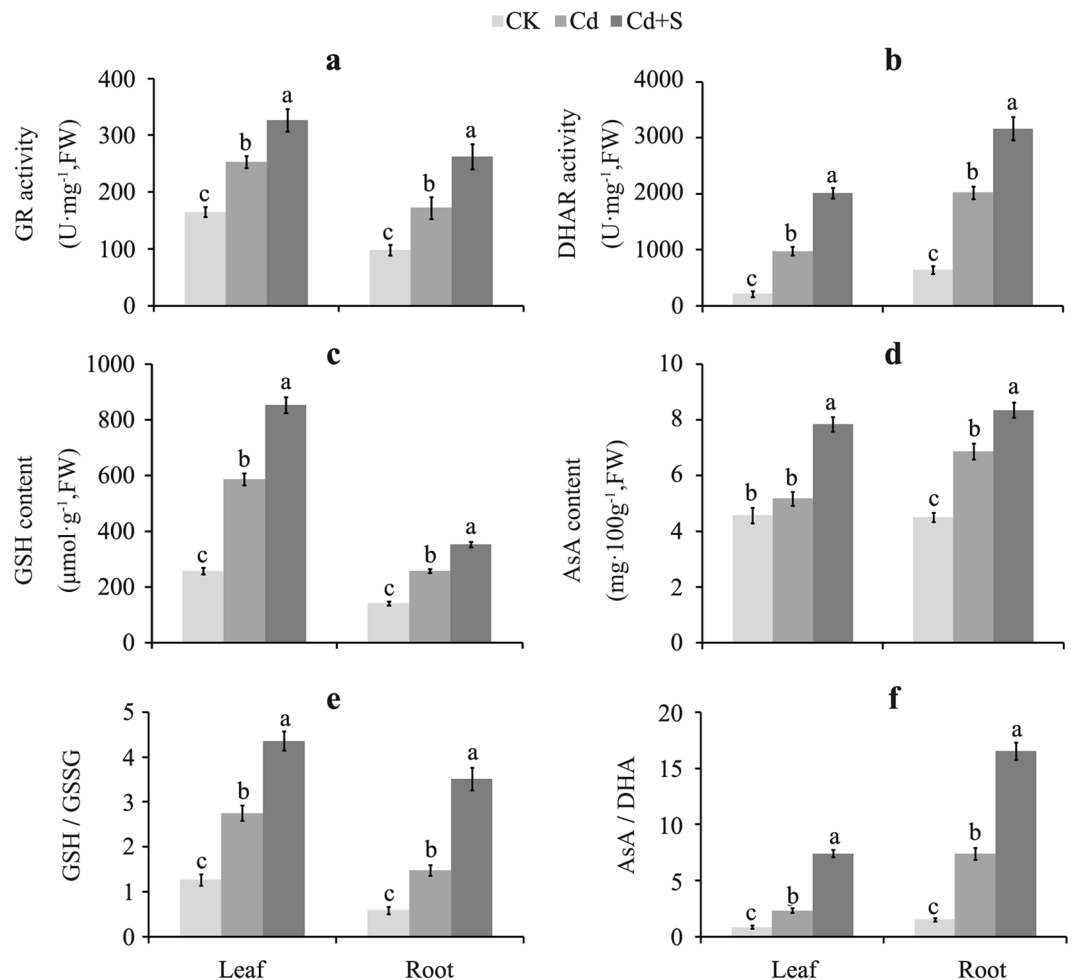 CK Cd Cd+S
a
GR activity
(U·mg⁻¹,FW)
400
300
200
100
0
c
b
a
c
b
a
b
DHAR activity
(U·mg⁻¹,FW)
4000
3000
2000
1000
0
c
b
a
c
b
a
c
GSH content
(μmol·g⁻¹,FW)
1000
800
600
400
200
0
c
b
a
c
b
a
d
AsA content
(mg·100g⁻¹,FW)
10
8
6
4
2
0
b
b
a
c
b
a
e
GSH / GSSG
5
4
3
2
1
0
c
b
a
c
b
a
Leaf Root
f
AsA / DHA
20
15
10
5
0
c
b
a
c
b
a
Leaf Root